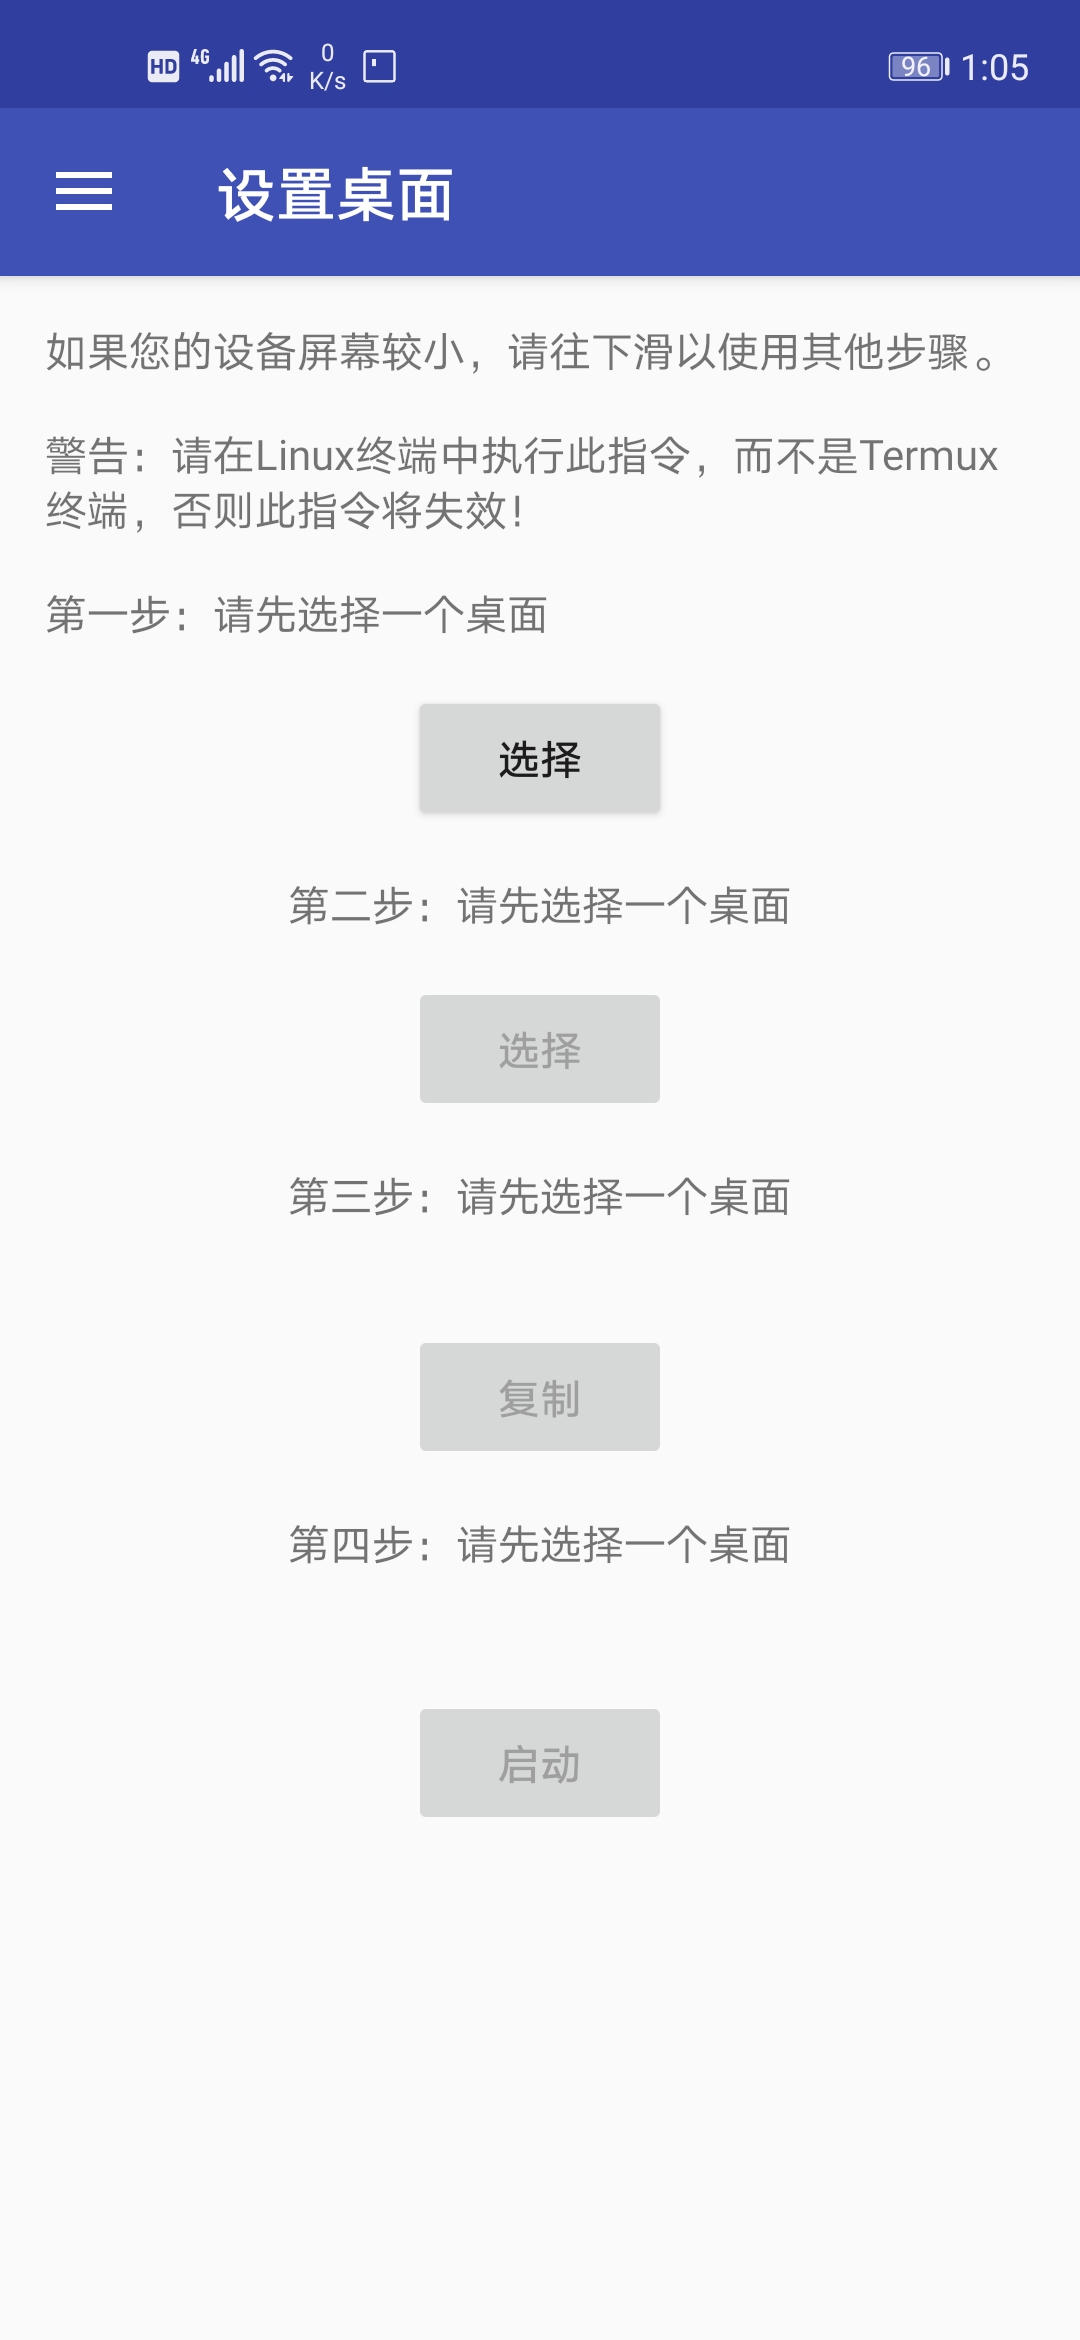 HD 4G 0 K/s 96 1:05
设置桌面
如果您的设备屏幕较小，请往下滑以使用其他步骤。
警告：请在Linux终端中执行此指令，而不是Termux
终端，否则此指令将失效！
第一步：请先选择一个桌面
选择
第二步：请先选择一个桌面
选择
第三步：请先选择一个桌面
复制
第四步：请先选择一个桌面
启动